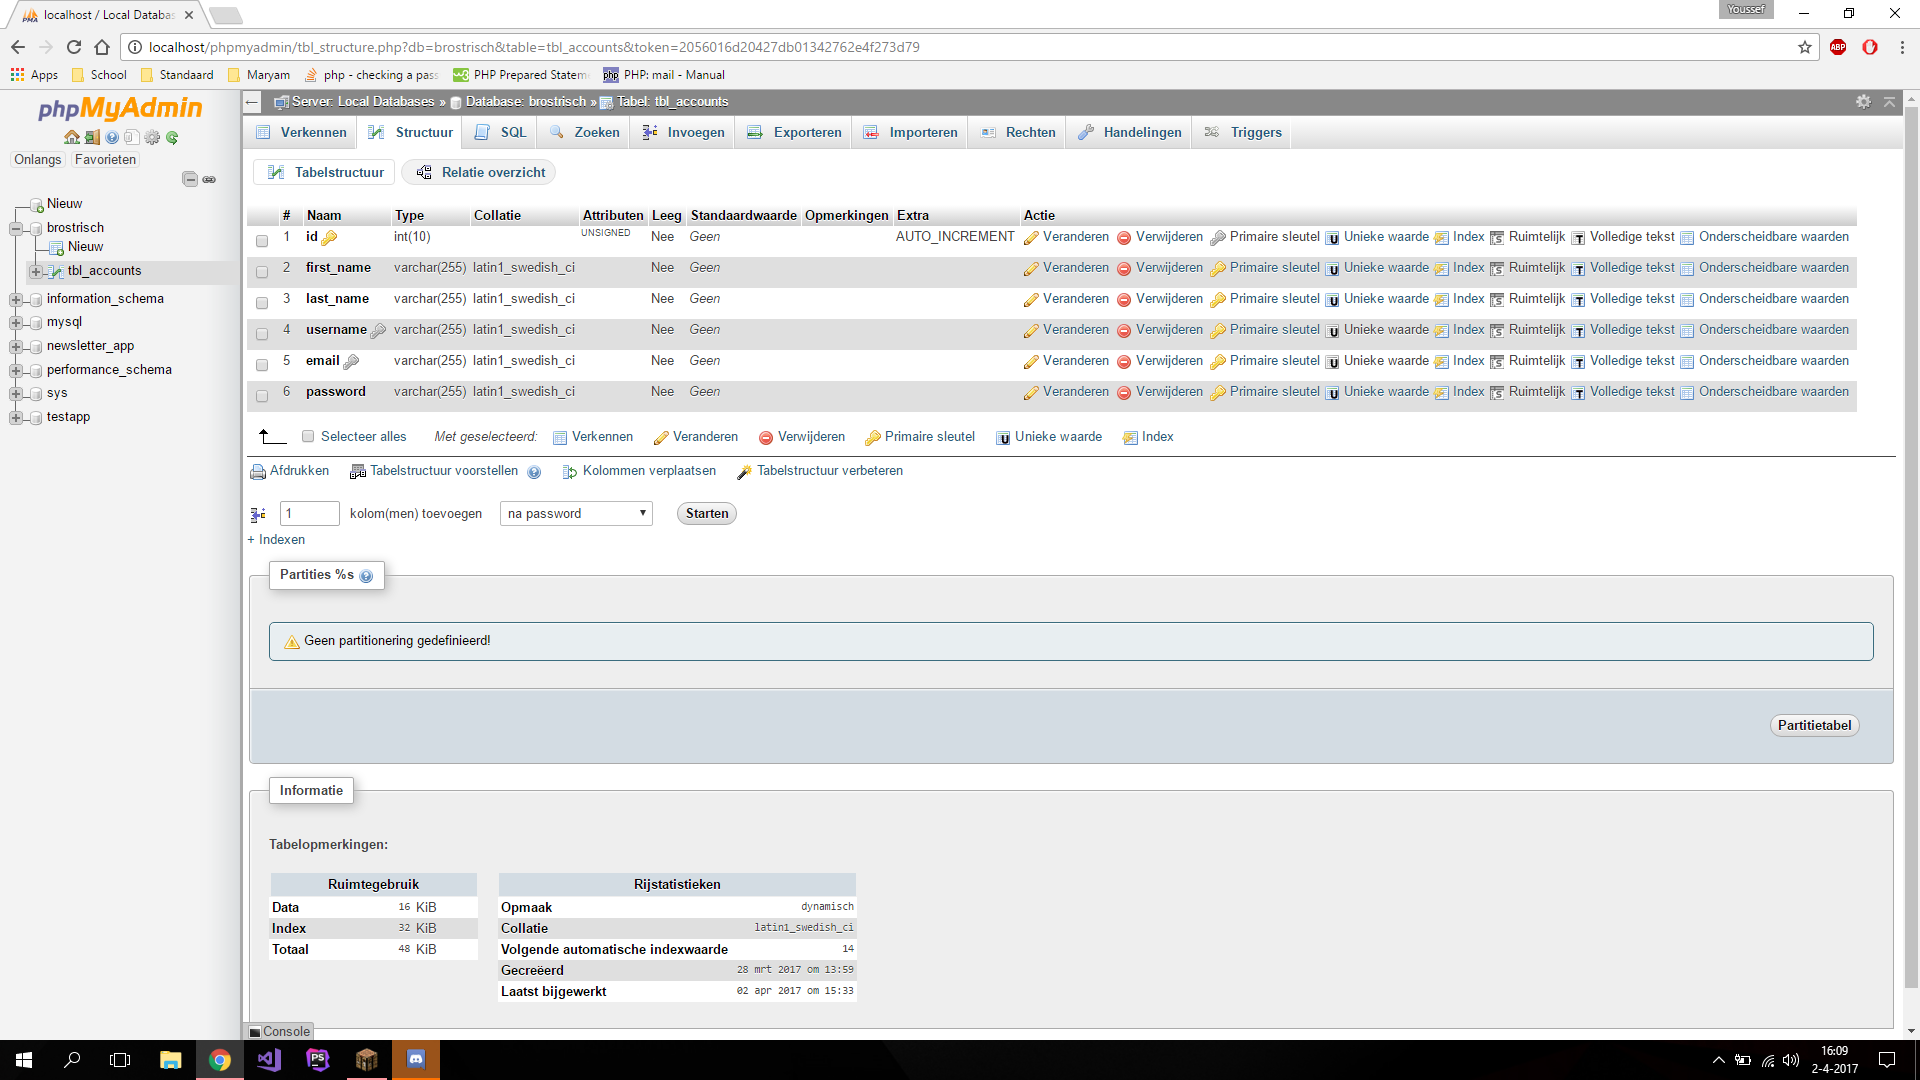 localhost / Local Databas
Youssef
localhost/phpmyadmin/tbl_structure.php?db=brostrisch&table=tbl_accounts&token=2056016d20427db01342762e4f273d79
ABP
Apps School Standaard Maryam php - checking a pass PHP Prepared Statem php PHP: mail - Manual
phpMyAdmin
Onlangs Favorieten
Nieuw
brostrisch
Nieuw
tbl_accounts
information_schema
mysql
newsletter_app
performance_schema
sys
testapp
Server: Local Databases » Database: brostrisch » Tabel: tbl_accounts
Verkennen Structuur SQL Zoeken Invoegen Exporteren Importeren Rechten Handelingen Triggers
Tabelstructuur Relatie overzicht
# Naam Type Collatie Attributen Leeg Standaardwaarde Opmerkingen Extra Actie
1 id int(10) UNSIGNED Nee Geen AUTO_INCREMENT Veranderen Verwijderen Primaire sleutel Unieke waarde Index Ruimtelijk Volledige tekst Onderscheidbare waarden
2 first_name varchar(255) latin1_swedish_ci Nee Geen Veranderen Verwijderen Primaire sleutel Unieke waarde Index Ruimtelijk Volledige tekst Onderscheidbare waarden
3 last_name varchar(255) latin1_swedish_ci Nee Geen Veranderen Verwijderen Primaire sleutel Unieke waarde Index Ruimtelijk Volledige tekst Onderscheidbare waarden
4 username varchar(255) latin1_swedish_ci Nee Geen Veranderen Verwijderen Primaire sleutel Unieke waarde Index Ruimtelijk Volledige tekst Onderscheidbare waarden
5 email varchar(255) latin1_swedish_ci Nee Geen Veranderen Verwijderen Primaire sleutel Unieke waarde Index Ruimtelijk Volledige tekst Onderscheidbare waarden
6 password varchar(255) latin1_swedish_ci Nee Geen Veranderen Verwijderen Primaire sleutel Unieke waarde Index Ruimtelijk Volledige tekst Onderscheidbare waarden
Selecteer alles Met geselecteerd: Verkennen Veranderen Verwijderen Primaire sleutel Unieke waarde Index
Afdrukken Tabelstructuur voorstellen Kolommen verplaatsen Tabelstructuur verbeteren
1 kolom(men) toevoegen na password Starten
+ Indexen
Partities %s
Geen partitionering gedefinieerd!
Partitietabel
Informatie
Tabelopmerkingen:
Ruimtegebruik
Data 16 KiB
Index 32 KiB
Totaal 48 KiB
Rijstatistieken
Opmaak dynamisch
Collatie latin1_swedish_ci
Volgende automatische indexwaarde 14
Gecreëerd 28 mrt 2017 om 13:59
Laatst bijgewerkt 02 apr 2017 om 15:33
Console
16:09
2-4-2017